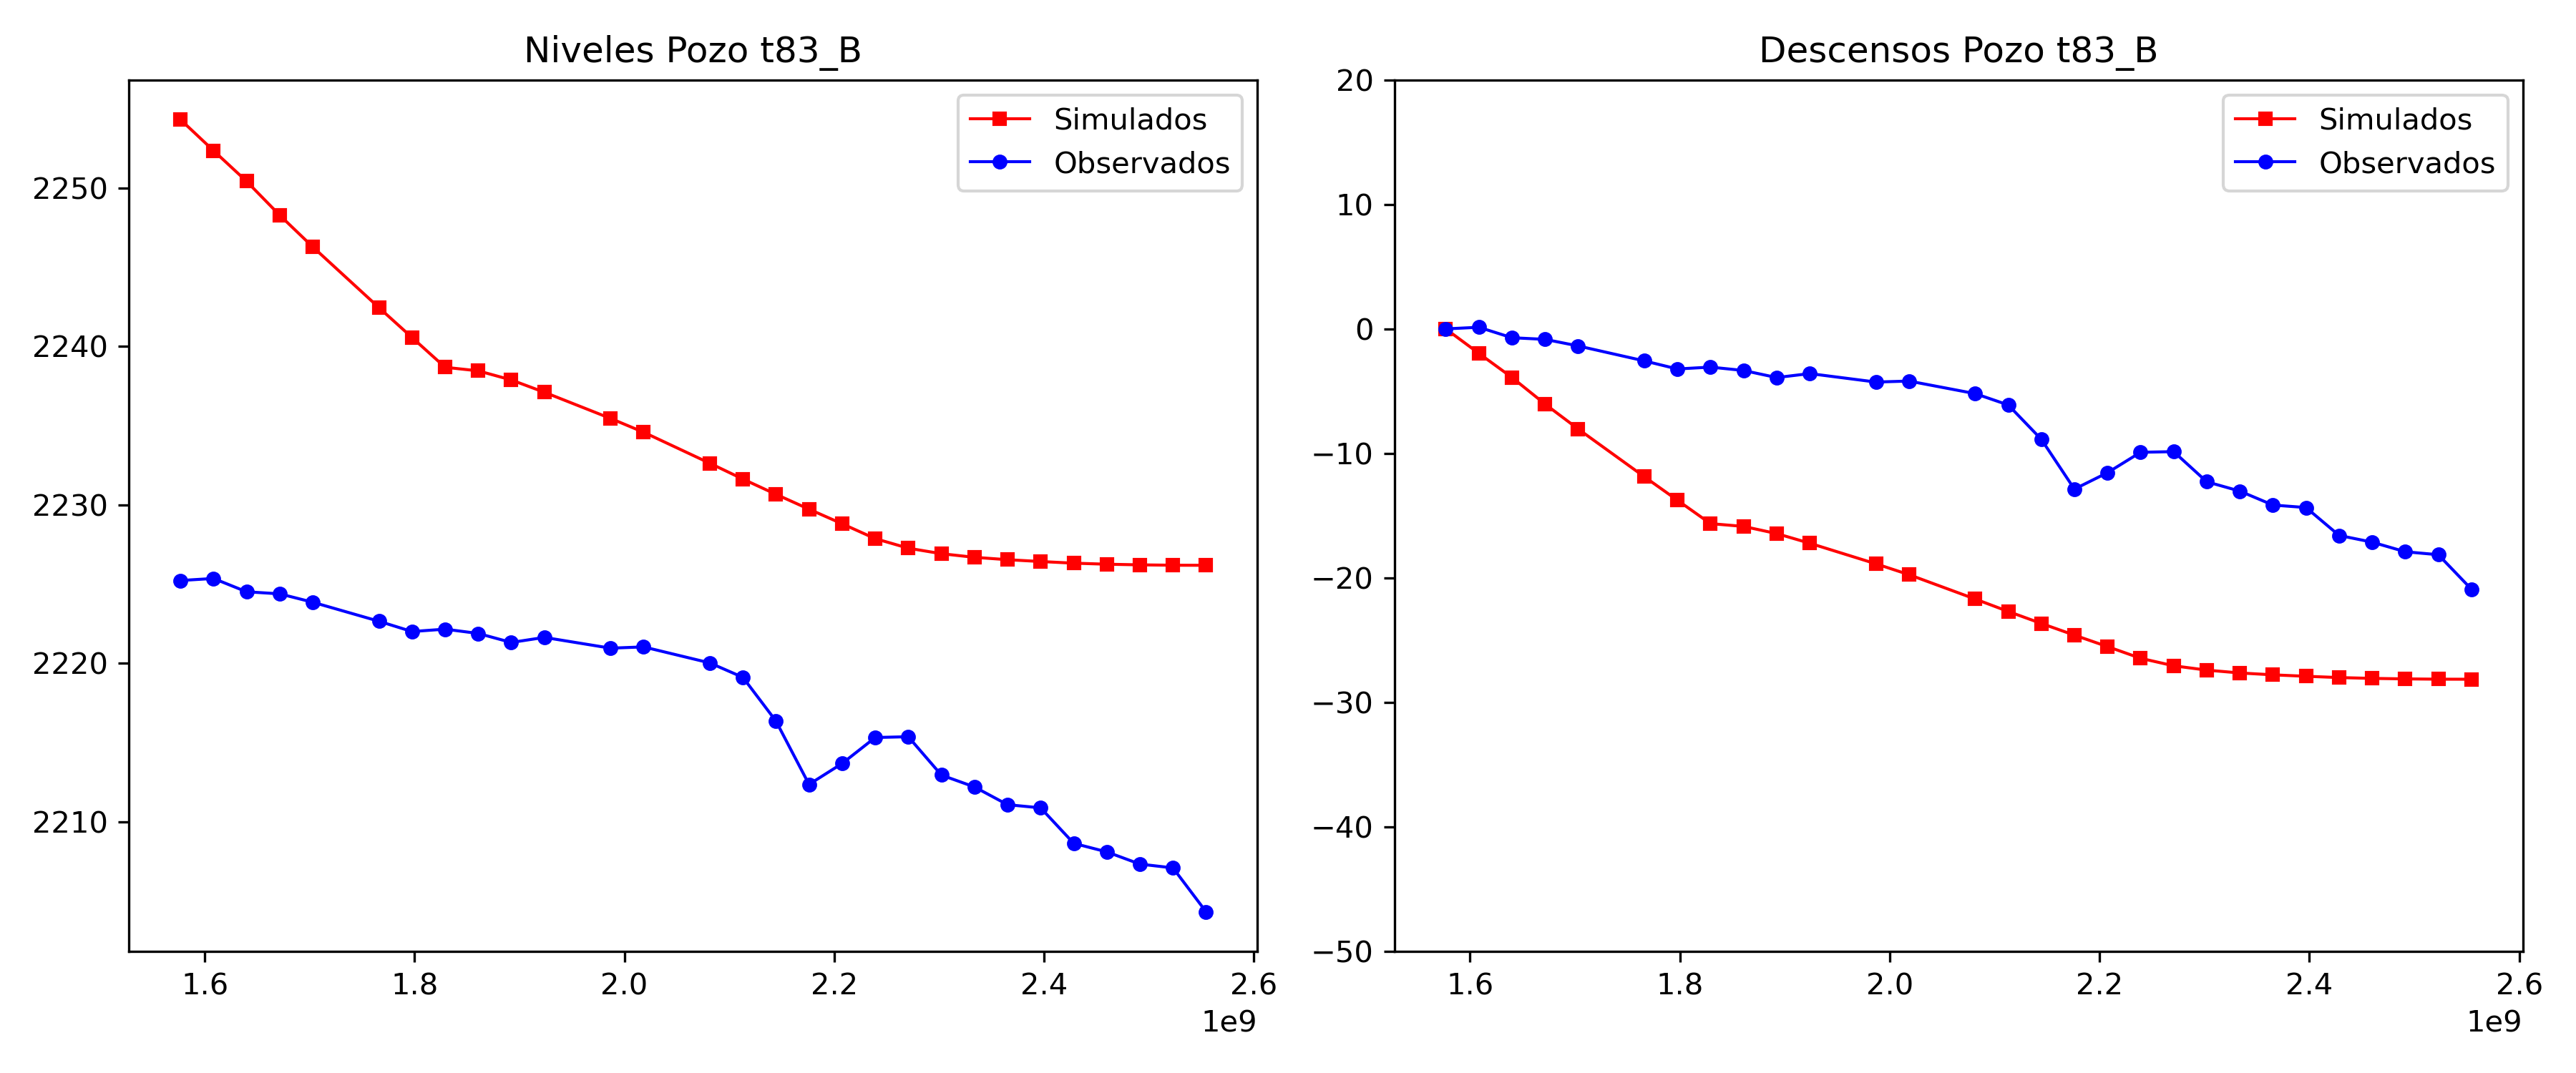 Niveles Pozo t83_B
Simulados
Observados
2250
2240
2230
2220
2210
1.6 1.8 2.0 2.2 2.4 2.6
1e9
Descensos Pozo t83_B
Simulados
Observados
20
10
0
−10
−20
−30
−40
−50
1.6 1.8 2.0 2.2 2.4 2.6
1e9